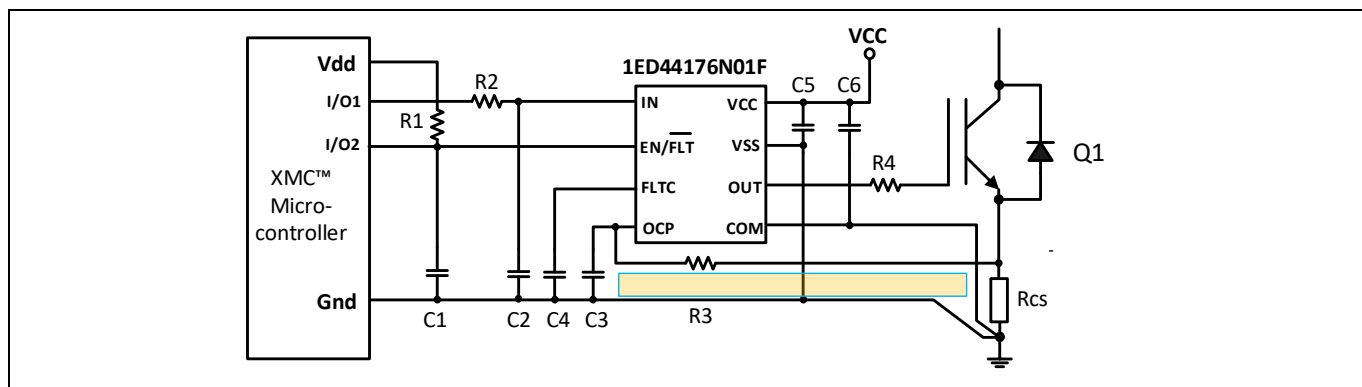 VCC
Vdd
1ED44176N01F
C5
C6
R2
I/O1
IN
VCC
R1
I/O2
EN/FLT
VSS
Q1
R4
XMC™
Micro-
controller
FLTC
OUT
OCP
COM
-
Gnd
Rcs
C1
C2
C4
C3
R3